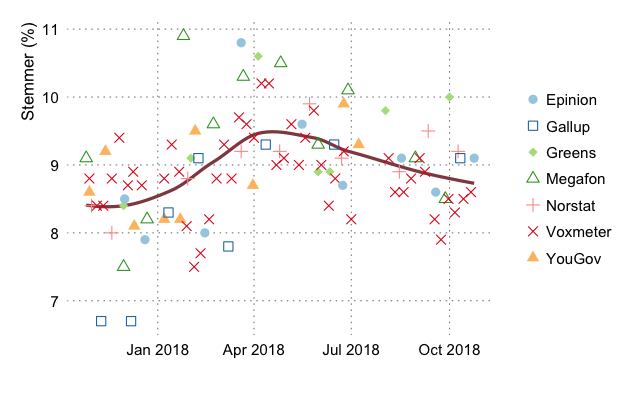 Stemmer (%)
11
10
9
8
7
Jan 2018
Apr 2018
Jul 2018
Oct 2018
Epinion
Gallup
Greens
Megafon
Norstat
Voxmeter
YouGov